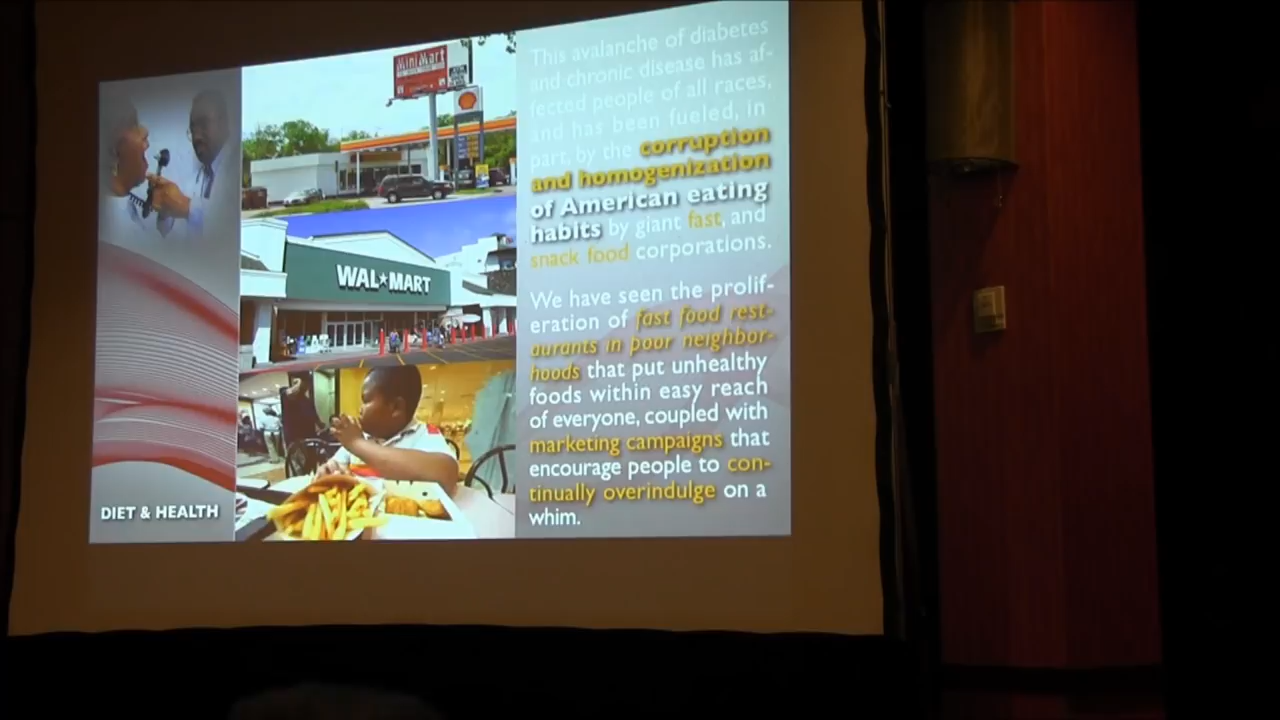 MiniMart
WAL★MART
DIET & HEALTH
This avalanche of diabetes
and chronic disease has af-
fected people of all races,
and has been fueled, in
part, by the corruption
and homogenization
of American eating
habits by giant fast, and
snack food corporations.
We have seen the prolif-
eration of fast food rest-
aurants in poor neighbor-
hoods that put unhealthy
foods within easy reach
of everyone, coupled with
marketing campaigns that
encourage people to con-
tinually overindulge on a
whim.